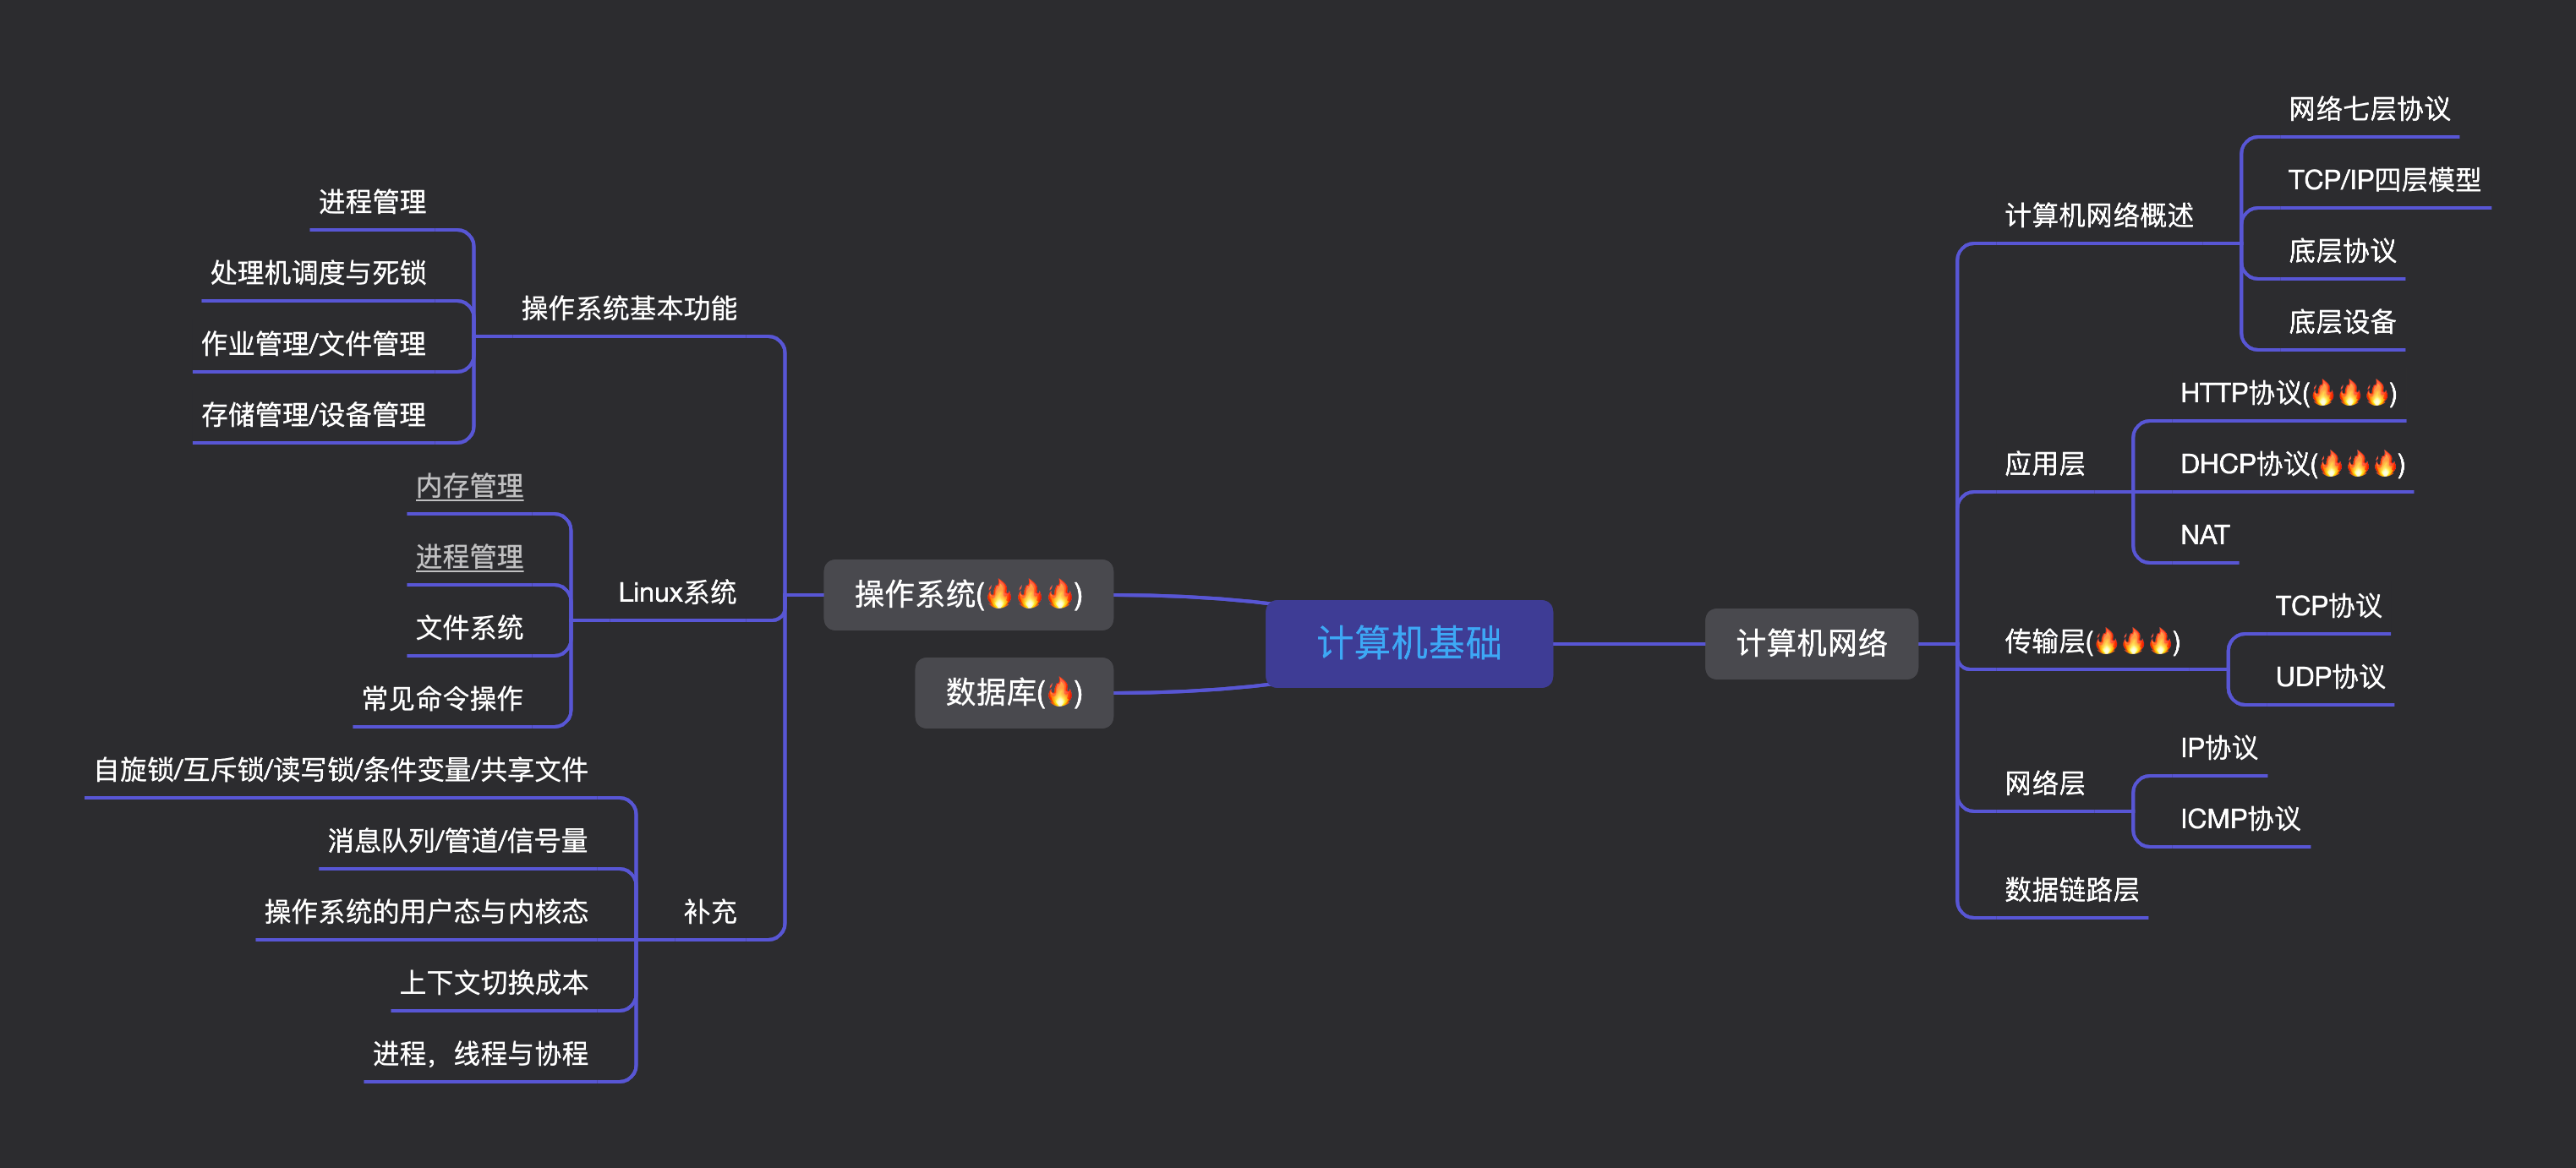 计算机基础
操作系统(🔥🔥🔥)
操作系统基本功能
进程管理
处理机调度与死锁
作业管理/文件管理
存储管理/设备管理
Linux系统
内存管理
进程管理
文件系统
常见命令操作
补充
自旋锁/互斥锁/读写锁/条件变量/共享文件
消息队列/管道/信号量
操作系统的用户态与内核态
上下文切换成本
进程，线程与协程
数据库(🔥)
计算机网络
计算机网络概述
网络七层协议
TCP/IP四层模型
底层协议
底层设备
应用层
HTTP协议(🔥🔥🔥)
DHCP协议(🔥🔥🔥)
NAT
传输层(🔥🔥🔥)
TCP协议
UDP协议
网络层
IP协议
ICMP协议
数据链路层